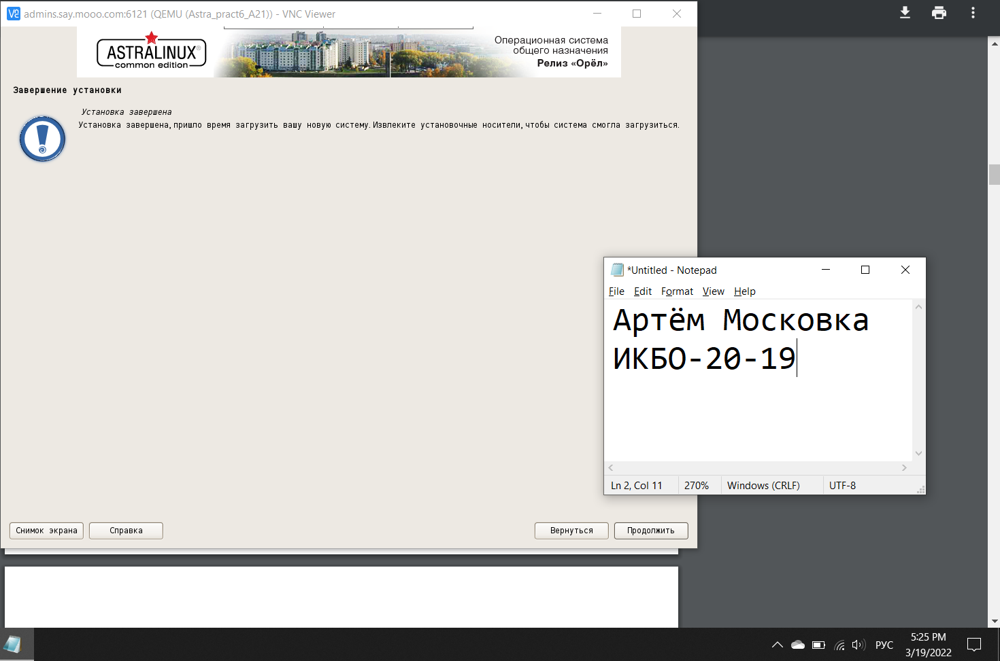 admins.say.mooo.com:6121 (QEMU (Astra_pract6_A21)) - VNC Viewer
ASTRALINUX®
common edition
Операционная система
общего назначения
Релиз «Орёл»
Завершение установки
Установка завершена
Установка завершена, пришло время загрузить вашу новую систему. Извлеките установочные носители, чтобы система смогла загрузиться.
*Untitled - Notepad
File Edit Format View Help
Артём Московка
ИКБО-20-19
Ln 2, Col 11 270% Windows (CRLF) UTF-8
Снимок экрана Справка Вернуться Продолжить
РУС 5:25 PM
3/19/2022